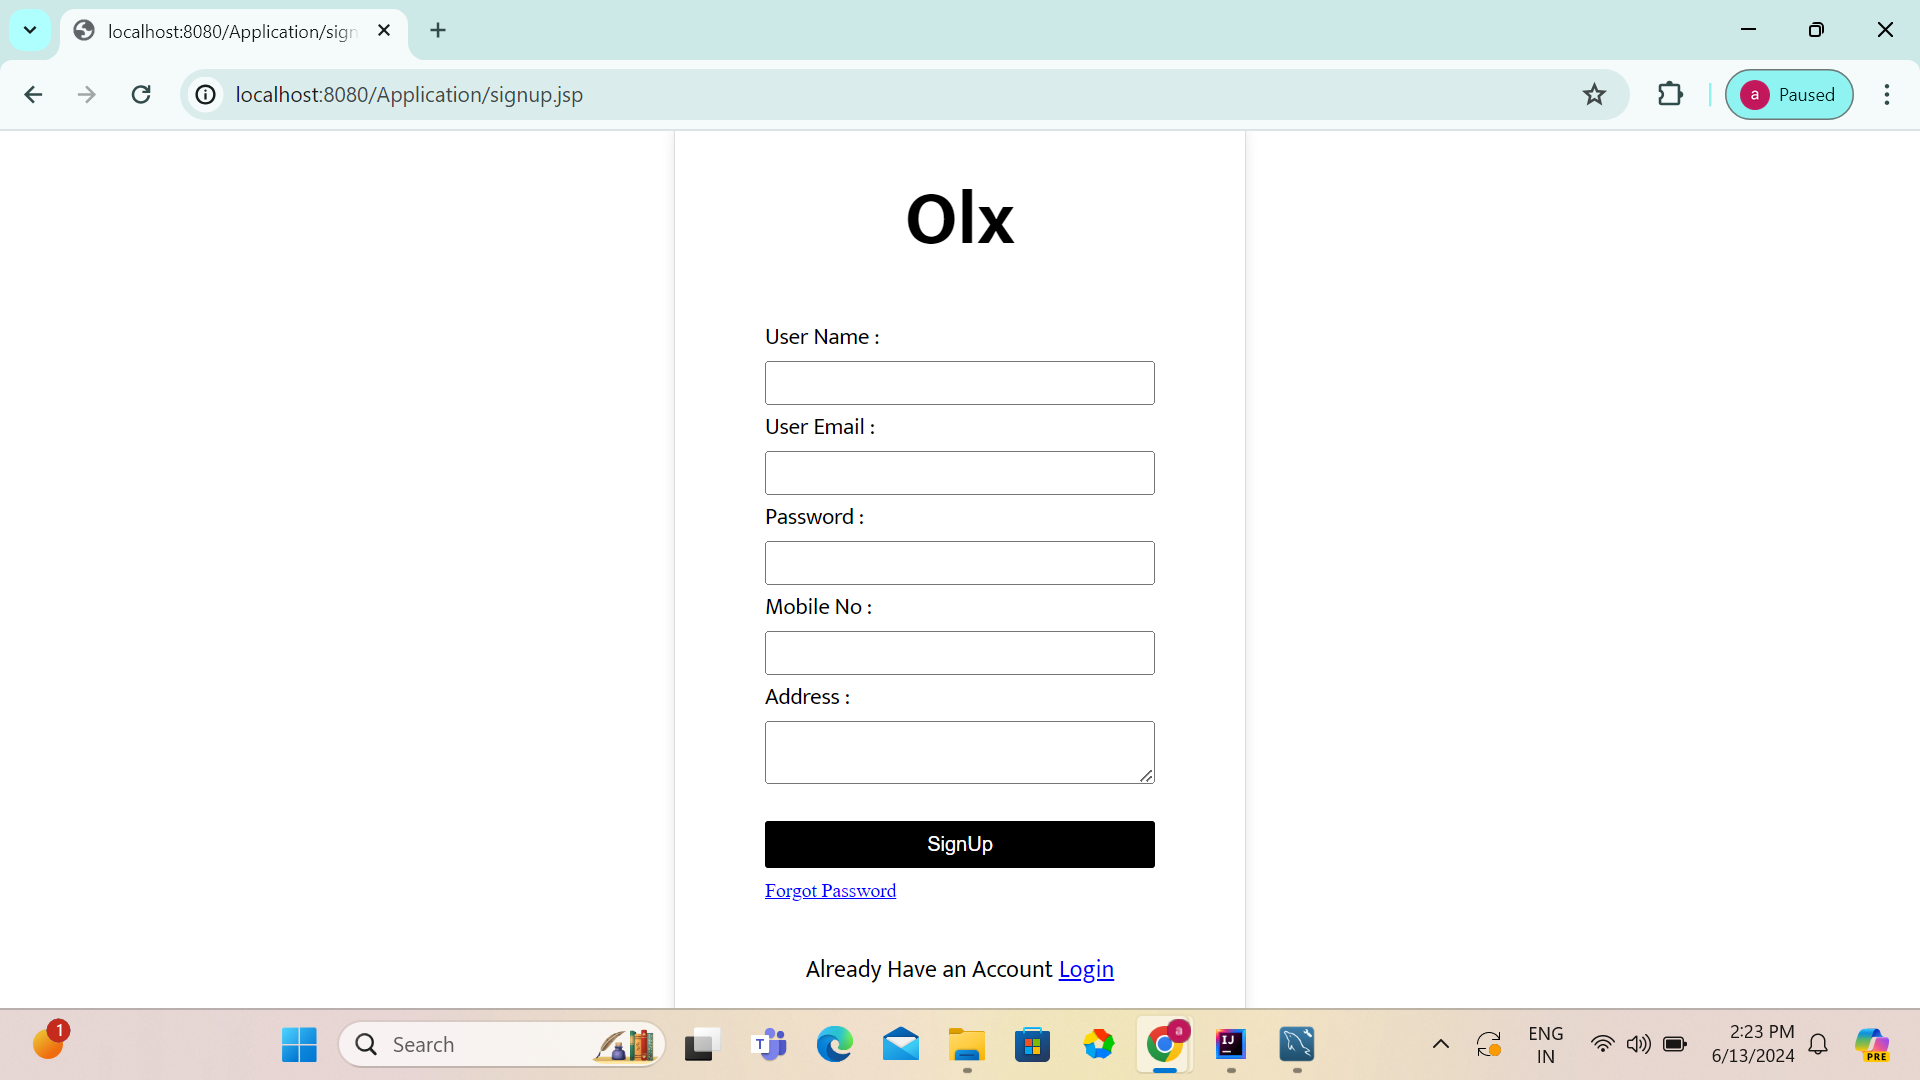 localhost:8080/Application/sign
localhost:8080/Application/signup.jsp
a
Paused
Olx
User Name :
User Email :
Password :
Mobile No :
Address :
SignUp
Forgot Password
Already Have an Account Login
1
Search
T
a
IJ
ENG
IN
2:23 PM
6/13/2024
PRE